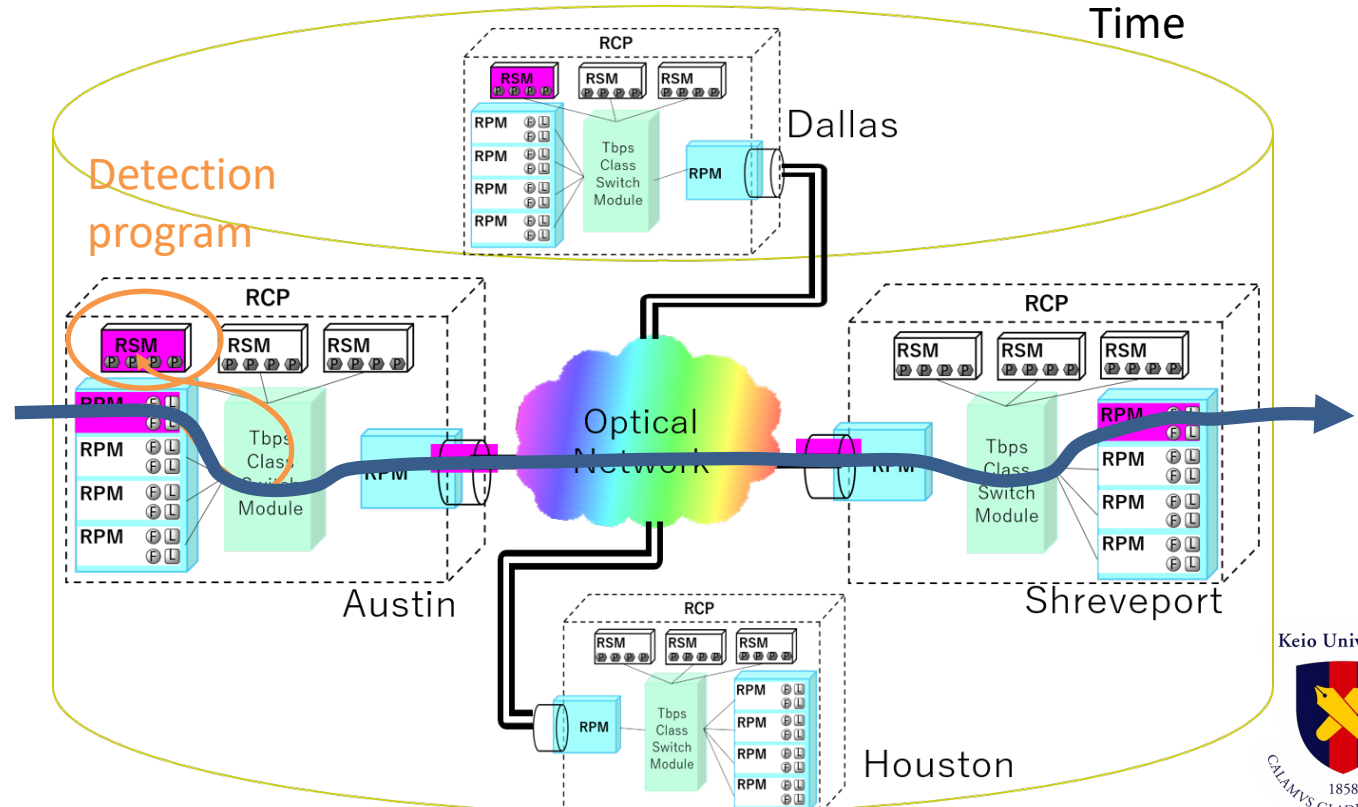 Time
RCP
RSM
P P P P
RSM
P P P P
RSM
P P P P
RPM F L
F L
RPM F L
F L
RPM F L
F L
RPM F L
F L
Tbps
Class
Switch
Module
RPM
Dallas
Detection
program
RCP
RSM
P P P P
RSM
P P P P
RSM
P P P P
RPM F L
F L
RPM F L
F L
RPM F L
F L
RPM F L
F L
Tbps
Class
Switch
Module
RPM
Austin
Optical
Network
RCP
RSM
P P P P
RSM
P P P P
RSM
P P P P
RPM
Tbps
Class
Switch
Module
RPM F L
F L
RPM F L
F L
RPM F L
F L
RPM F L
F L
Shreveport
RCP
RSM
P P P P
RSM
P P P P
RSM
P P P P
RPM
Tbps
Class
Switch
Module
RPM F L
F L
RPM F L
F L
RPM F L
F L
RPM F L
F L
Houston
Keio Univ
1858
CALAMVS